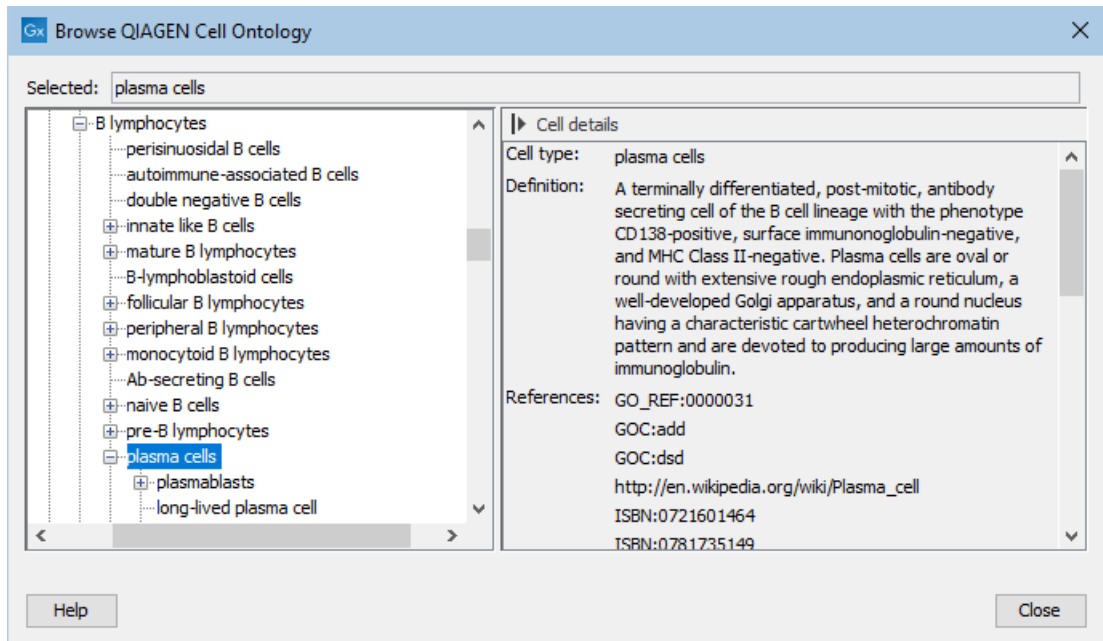 Gx Browse QIAGEN Cell Ontology
Selected: plasma cells
B lymphocytes
perisinuosidal B cells
autoimmune-associated B cells
double negative B cells
innate like B cells
mature B lymphocytes
B-lymphoblastoid cells
follicular B lymphocytes
peripheral B lymphocytes
monocytoid B lymphocytes
Ab-secreting B cells
naive B cells
pre-B lymphocytes
plasma cells
plasmablasts
long-lived plasma cell
Cell details
Cell type: plasma cells
Definition: A terminally differentiated, post-mitotic, antibody
secreting cell of the B cell lineage with the phenotype
CD138-positive, surface immunonoglobulin-negative,
and MHC Class II-negative. Plasma cells are oval or
round with extensive rough endoplasmic reticulum, a
well-developed Golgi apparatus, and a round nucleus
having a characteristic cartwheel heterochromatin
pattern and are devoted to producing large amounts of
immunoglobulin.
References: GO_REF:0000031
GOC:add
GOC:dsd
http://en.wikipedia.org/wiki/Plasma_cell
ISBN:0721601464
ISBN:0781735149
Help
Close